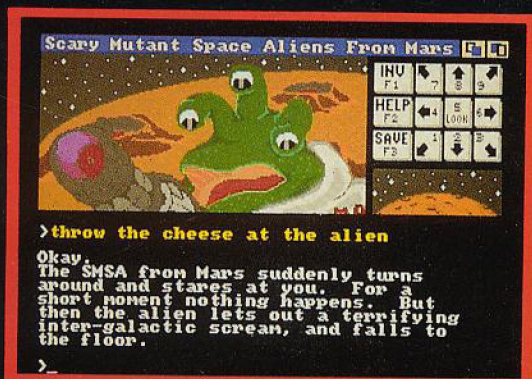 Scary Mutant Space Aliens From Mars
INV F1 7 8 9
HELP F2 4 5 LOOK 6
SAVE F3 1 2 3
>throw the cheese at the alien
Okay.
The SMSA from Mars suddenly turns
around and stares at you. For a
short moment nothing happens. But
then the alien lets out a terrifying
inter-galactic scream, and falls to
the floor.
>_